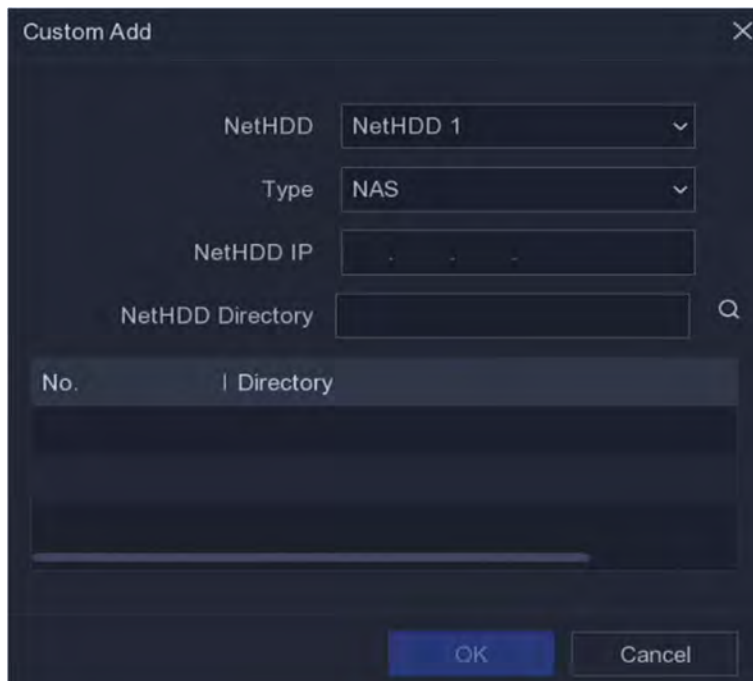 Custom Add
NetHDD NetHDD 1
Type NAS
NetHDD IP . . .
NetHDD Directory
No. Directory
OK Cancel